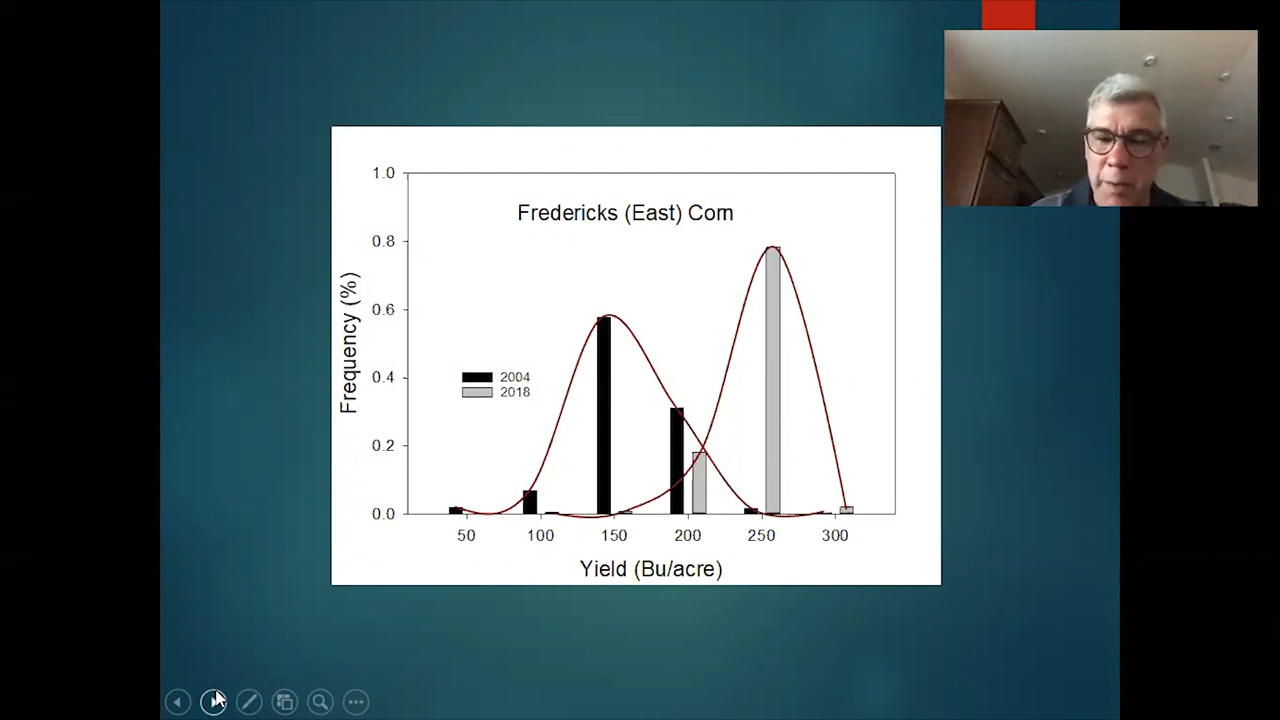 Fredericks (East) Corn
1.0
0.8
0.6
0.4
0.2
0.0
Frequency (%)
2004
2018
50 100 150 200 250 300
Yield (Bu/acre)